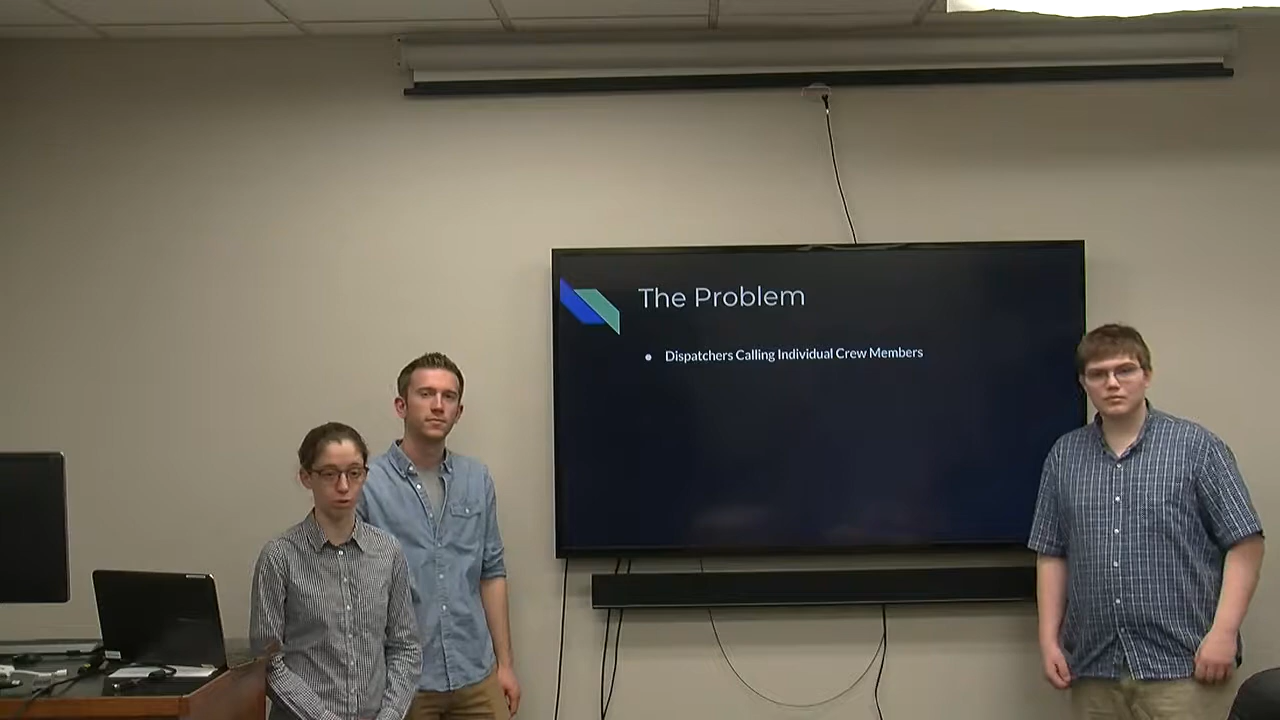 The Problem
● Dispatchers Calling Individual Crew Members